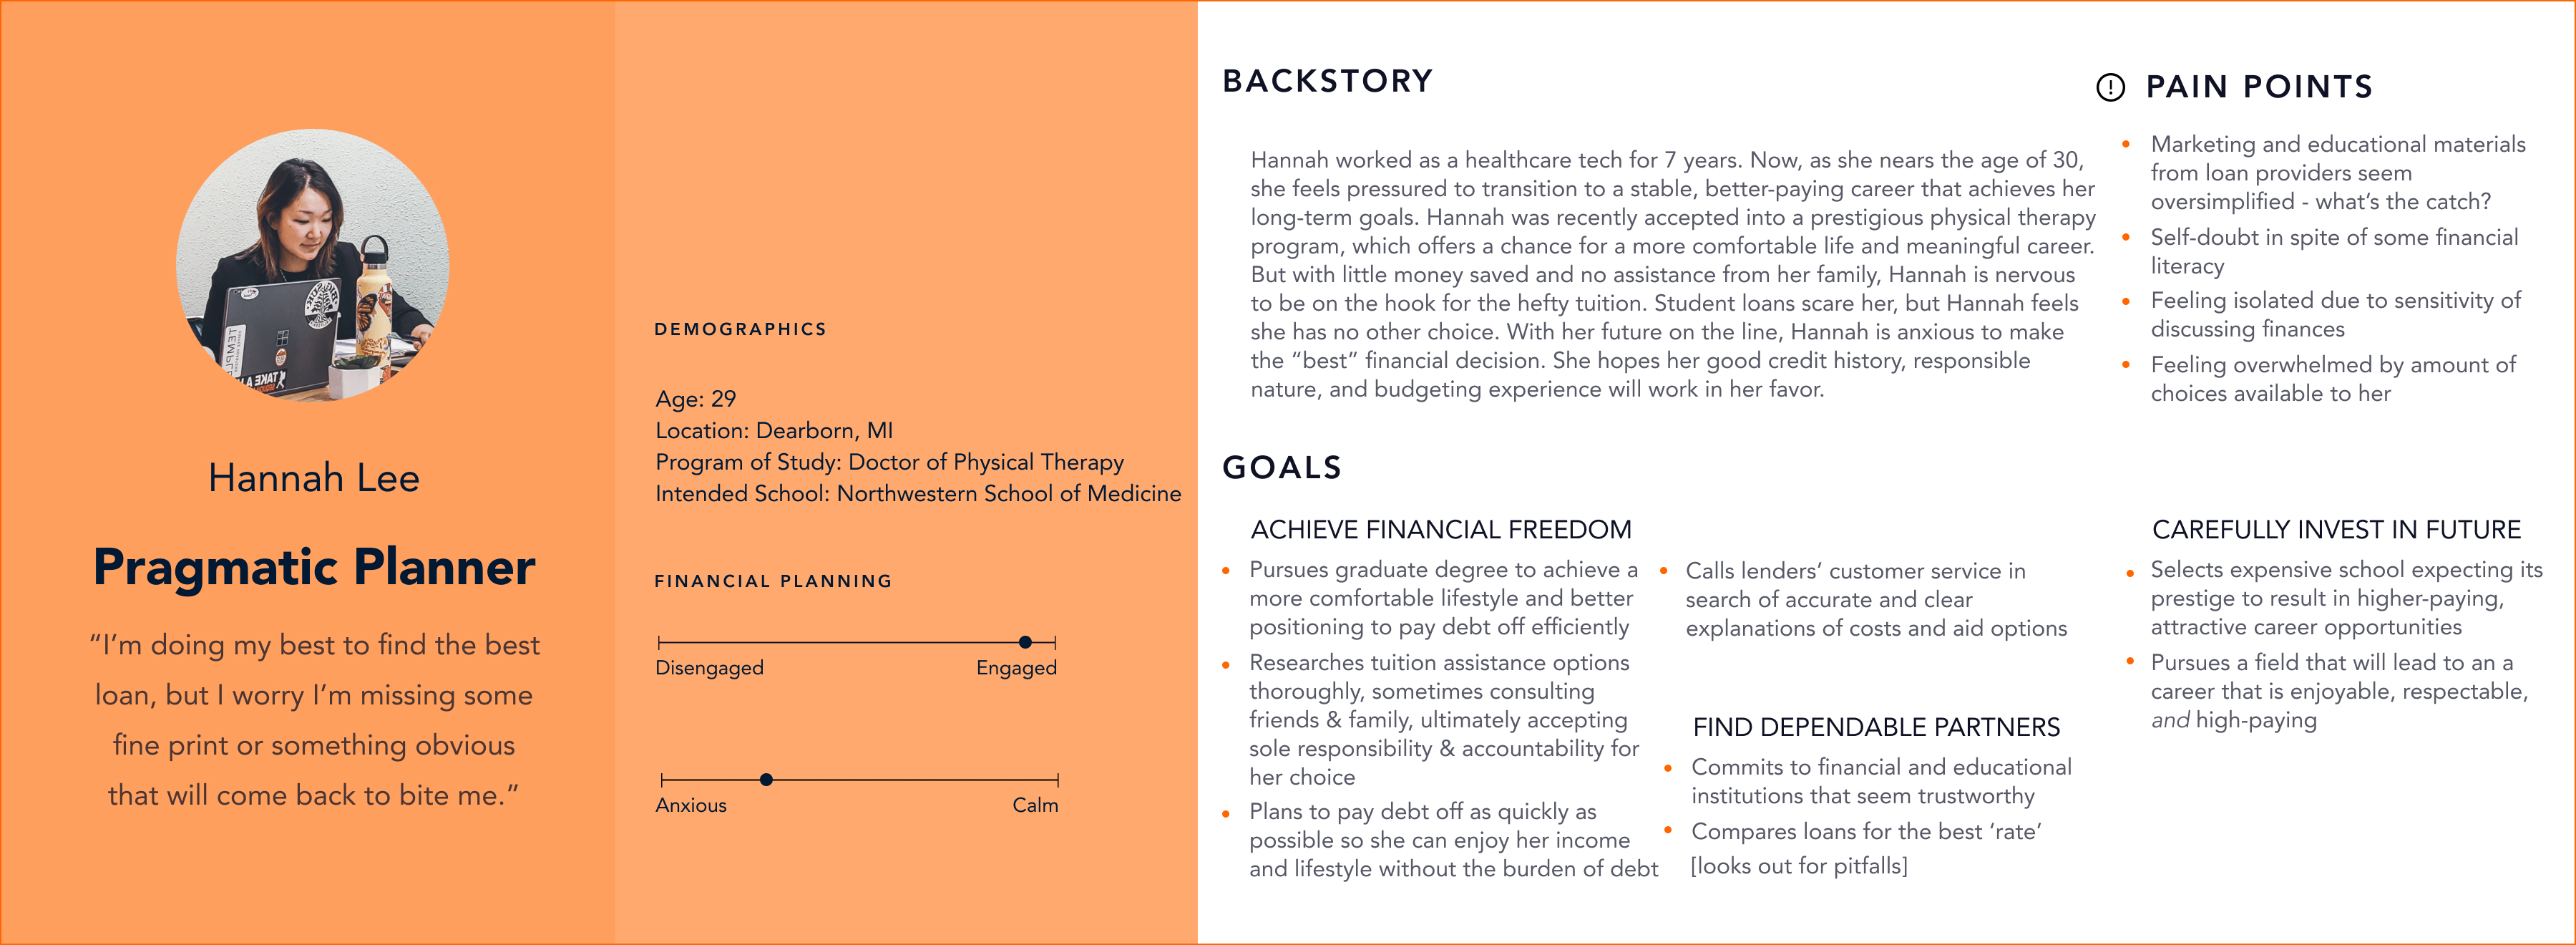 Hannah Lee
Pragmatic Planner
“I’m doing my best to find the best
loan, but I worry I’m missing some
fine print or something obvious
that will come back to bite me.”
DEMOGRAPHICS
Age: 29
Location: Dearborn, MI
Program of Study: Doctor of Physical Therapy
Intended School: Northwestern School of Medicine
FINANCIAL PLANNING
Disengaged Engaged
Anxious Calm
BACKSTORY
Hannah worked as a healthcare tech for 7 years. Now, as she nears the age of 30,
she feels pressured to transition to a stable, better-paying career that achieves her
long-term goals. Hannah was recently accepted into a prestigious physical therapy
program, which offers a chance for a more comfortable life and meaningful career.
But with little money saved and no assistance from her family, Hannah is nervous
to be on the hook for the hefty tuition. Student loans scare her, but Hannah feels
she has no other choice. With her future on the line, Hannah is anxious to make
the “best” financial decision. She hopes her good credit history, responsible
nature, and budgeting experience will work in her favor.
PAIN POINTS
• Marketing and educational materials
from loan providers seem
oversimplified - what’s the catch?
• Self-doubt in spite of some financial
literacy
• Feeling isolated due to sensitivity of
discussing finances
• Feeling overwhelmed by amount of
choices available to her
GOALS
ACHIEVE FINANCIAL FREEDOM
• Pursues graduate degree to achieve a
more comfortable lifestyle and better
positioning to pay debt off efficiently
• Researches tuition assistance options
thoroughly, sometimes consulting
friends & family, ultimately accepting
sole responsibility & accountability for
her choice
• Plans to pay debt off as quickly as
possible so she can enjoy her income
and lifestyle without the burden of debt
• Calls lenders’ customer service in
search of accurate and clear
explanations of costs and aid options
FIND DEPENDABLE PARTNERS
• Commits to financial and educational
institutions that seem trustworthy
• Compares loans for the best ‘rate’
[looks out for pitfalls]
CAREFULLY INVEST IN FUTURE
• Selects expensive school expecting its
prestige to result in higher-paying,
attractive career opportunities
• Pursues a field that will lead to an a
career that is enjoyable, respectable,
and high-paying